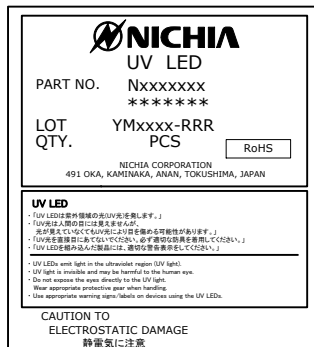 NICHIA
UV LED
PART NO. Nxxxxxxx
*******
LOT YMxxxx-RRR
QTY. PCS
RoHS
NICHIA CORPORATION
491 OKA, KAMINAKA, ANAN, TOKUSHIMA, JAPAN
UV LED
・「UV LEDは紫外領域の光(UV光)を発します。」
・「UV光は人間の目には見えませんが、
光が見えていなくてもUV光により目を傷める可能性があります。」
・「UV光を直接目にあてないでください。必ず適切な防具を着用してください。」
・「UV LEDを組み込んだ製品には、適切な警告表示をしてください。」
・ UV LEDs emit light in the ultraviolet region (UV light).
・ UV light is invisible and may be harmful to the human eye.
・ Do not expose the eyes directly to the UV light.
Wear appropriate protective gear when handling.
・ Use appropriate warning signs/labels on devices using the UV LEDs.
CAUTION TO
ELECTROSTATIC DAMAGE
静電気に注意